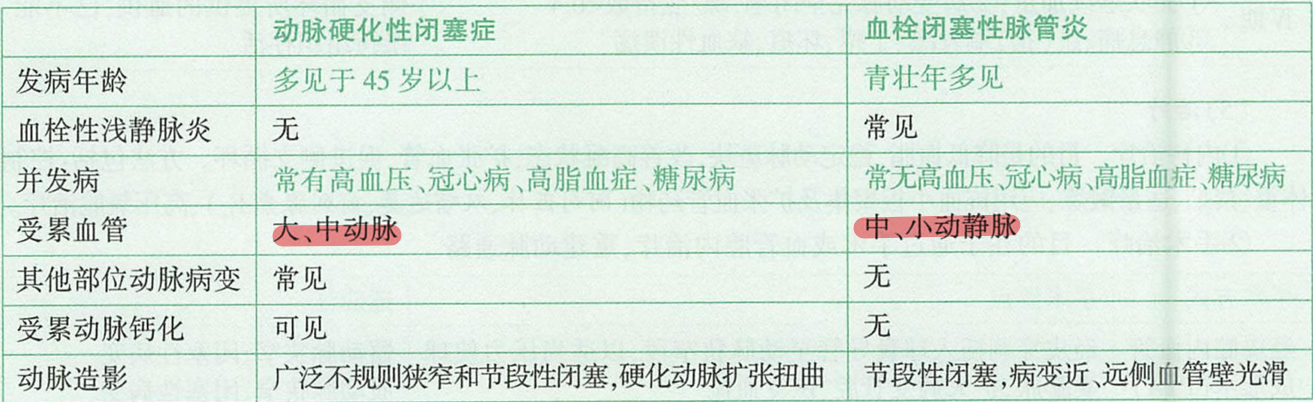 动脉硬化性闭塞症 血栓闭塞性脉管炎
发病年龄 多见于 45 岁以上 青壮年多见
血栓性浅静脉炎 无 常见
并发病 常有高血压、冠心病、高脂血症、糖尿病 常无高血压、冠心病、高脂血症、糖尿病
受累血管 大、中动脉 中、小动静脉
其他部位动脉病变 常见 无
受累动脉钙化 可见 无
动脉造影 广泛不规则狭窄和节段性闭塞,硬化动脉扩张扭曲 节段性闭塞,病变近、远侧血管壁光滑